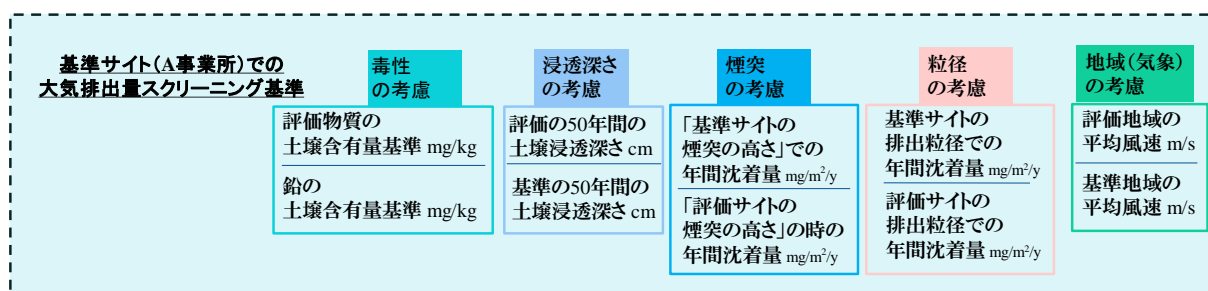 基準サイト(A事業所)での
大気排出量スクリーニング基準
毒性
の考慮
評価物質の
土壌含有量基準 mg/kg
鉛の
土壌含有量基準 mg/kg
浸透深さ
の考慮
評価の50年間の
土壌浸透深さ cm
基準の50年間の
土壌浸透深さ cm
煙突
の考慮
「基準サイトの
煙突の高さ」での
年間沈着量 mg/m²/y
「評価サイトの
煙突の高さ」の時の
年間沈着量 mg/m²/y
粒径
の考慮
基準サイトの
排出粒径での
年間沈着量 mg/m²/y
評価サイトの
排出粒径での
年間沈着量 mg/m²/y
地域(気象)
の考慮
評価地域の
平均風速 m/s
基準地域の
平均風速 m/s